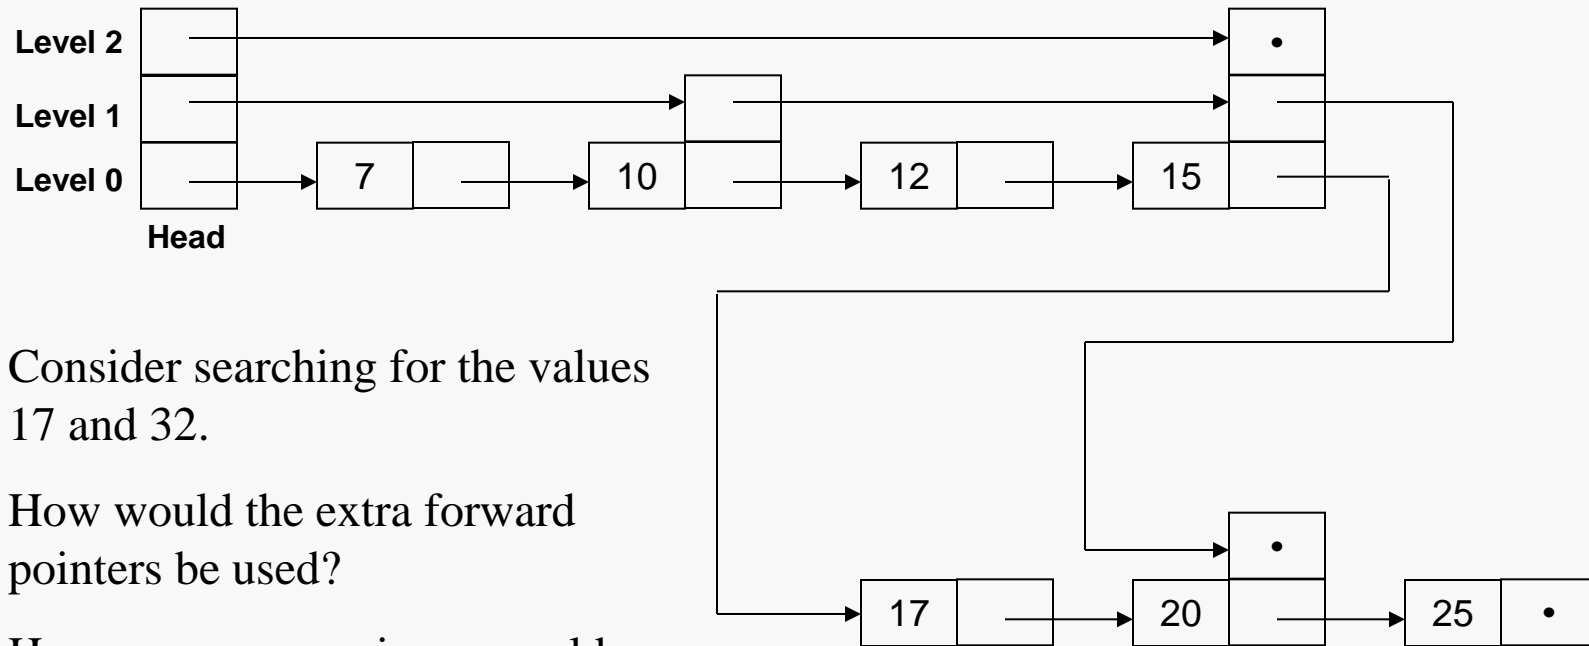 Level 2
Level 1
Level 0
7
10
12
15
Head
Consider searching for the values
17 and 32.
How would the extra forward
pointers be used?
17
20
25